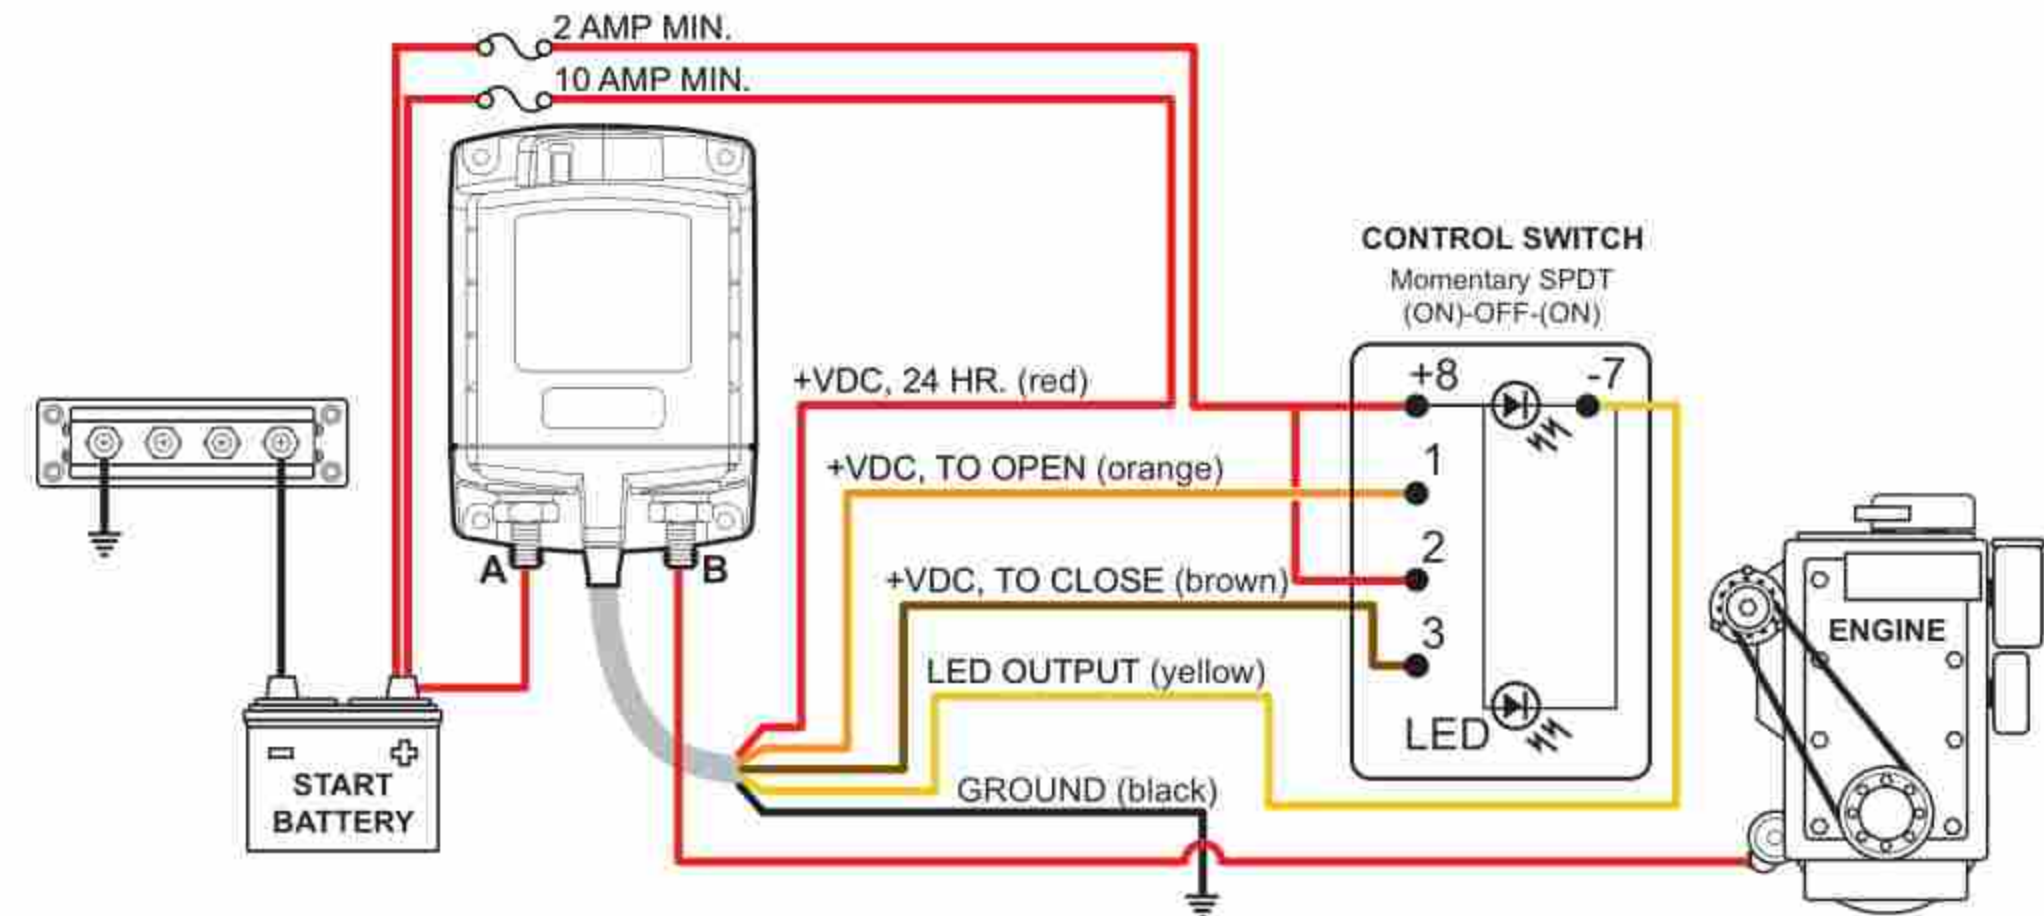 2 AMP MIN.
10 AMP MIN.
CONTROL SWITCH
Momentary SPDT
(ON)-OFF-(ON)
+8
-7
+VDC, 24 HR. (red)
1
+VDC, TO OPEN (orange)
2
A
B
+VDC, TO CLOSE (brown)
3
ENGINE
LED OUTPUT (yellow)
LED
- +
START
BATTERY
GROUND (black)